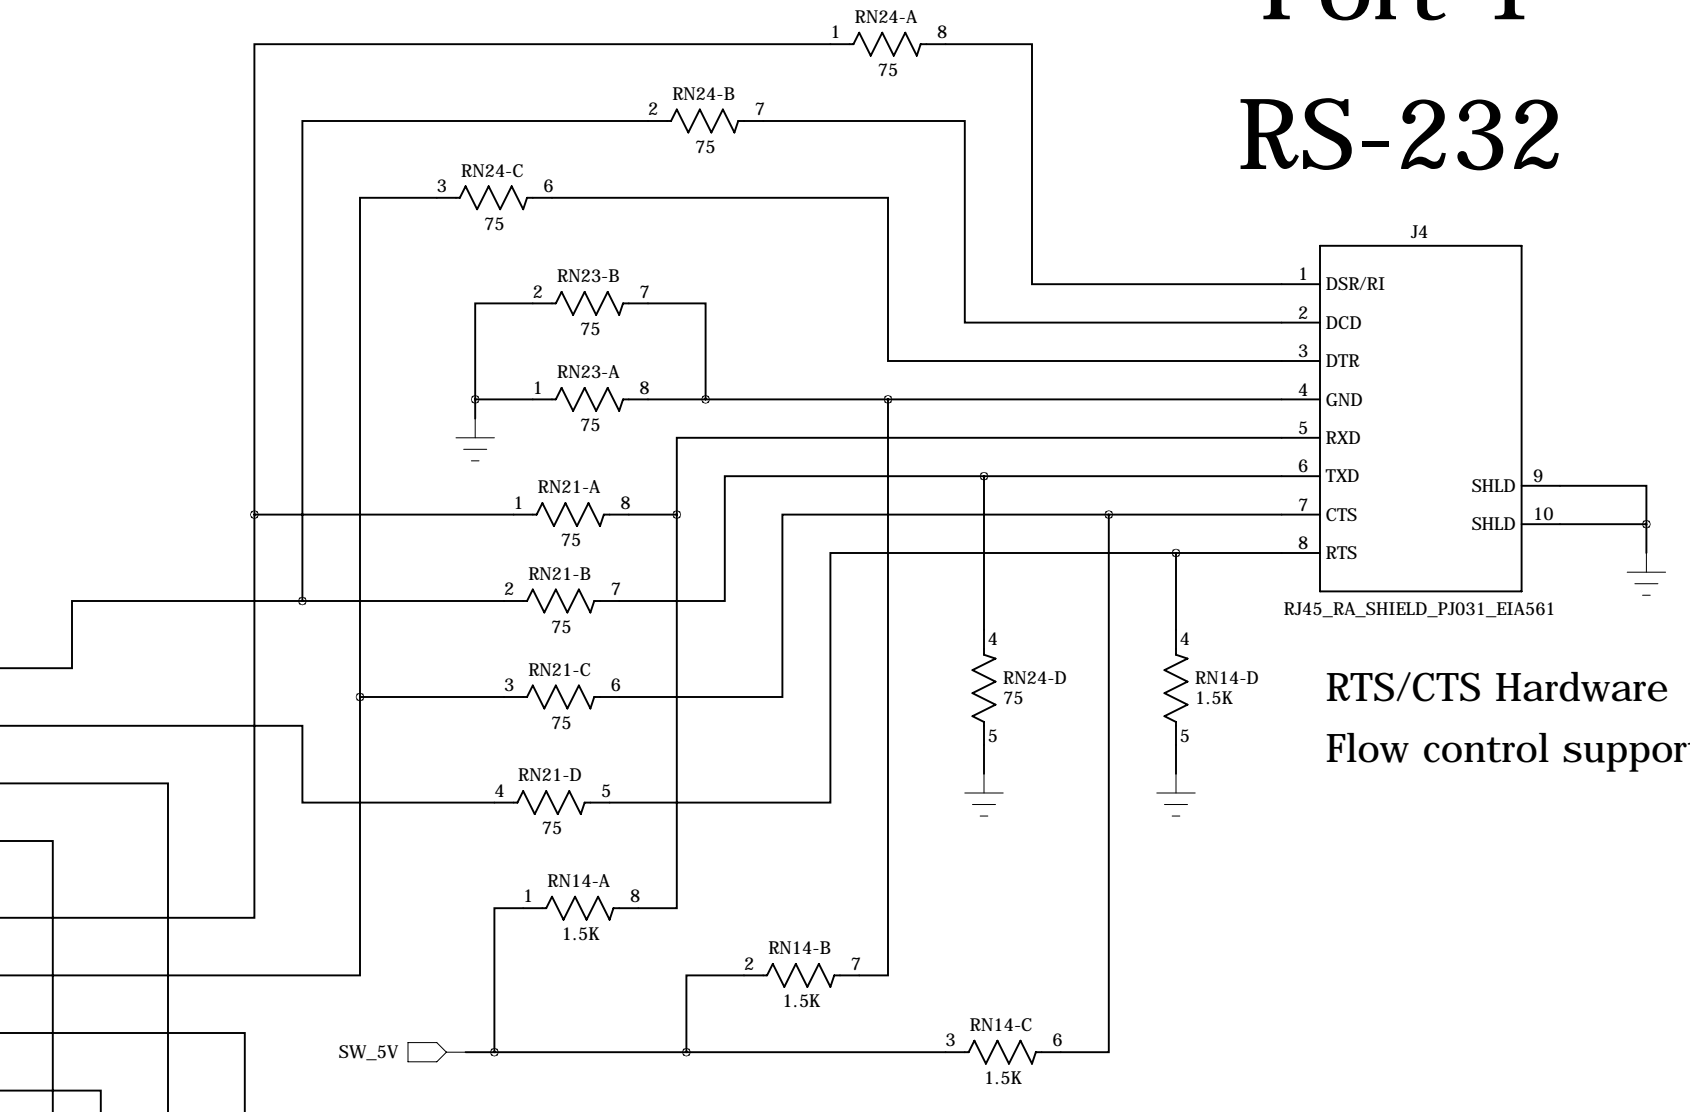 Port 1
RS-232
RN24-A
1 8
75
RN24-B
2 7
75
RN24-C
3 6
75
J4
RN23-B
2 7
75
RN23-A
1 8
75
1 DSR/RI
2 DCD
3 DTR
4 GND
5 RXD
6 TXD
7 CTS
8 RTS
SHLD 9
SHLD 10
RJ45_RA_SHIELD_PJ031_EIA561
RN21-A
1 8
75
RN21-B
2 7
75
RN21-C
3 6
75
RN21-D
4 5
75
4
RN24-D
75
5
4
RN14-D
1.5K
5
RTS/CTS Hardware
Flow control
RN14-A
1 8
1.5K
RN14-B
2 7
1.5K
RN14-C
3 6
1.5K
SW_5V